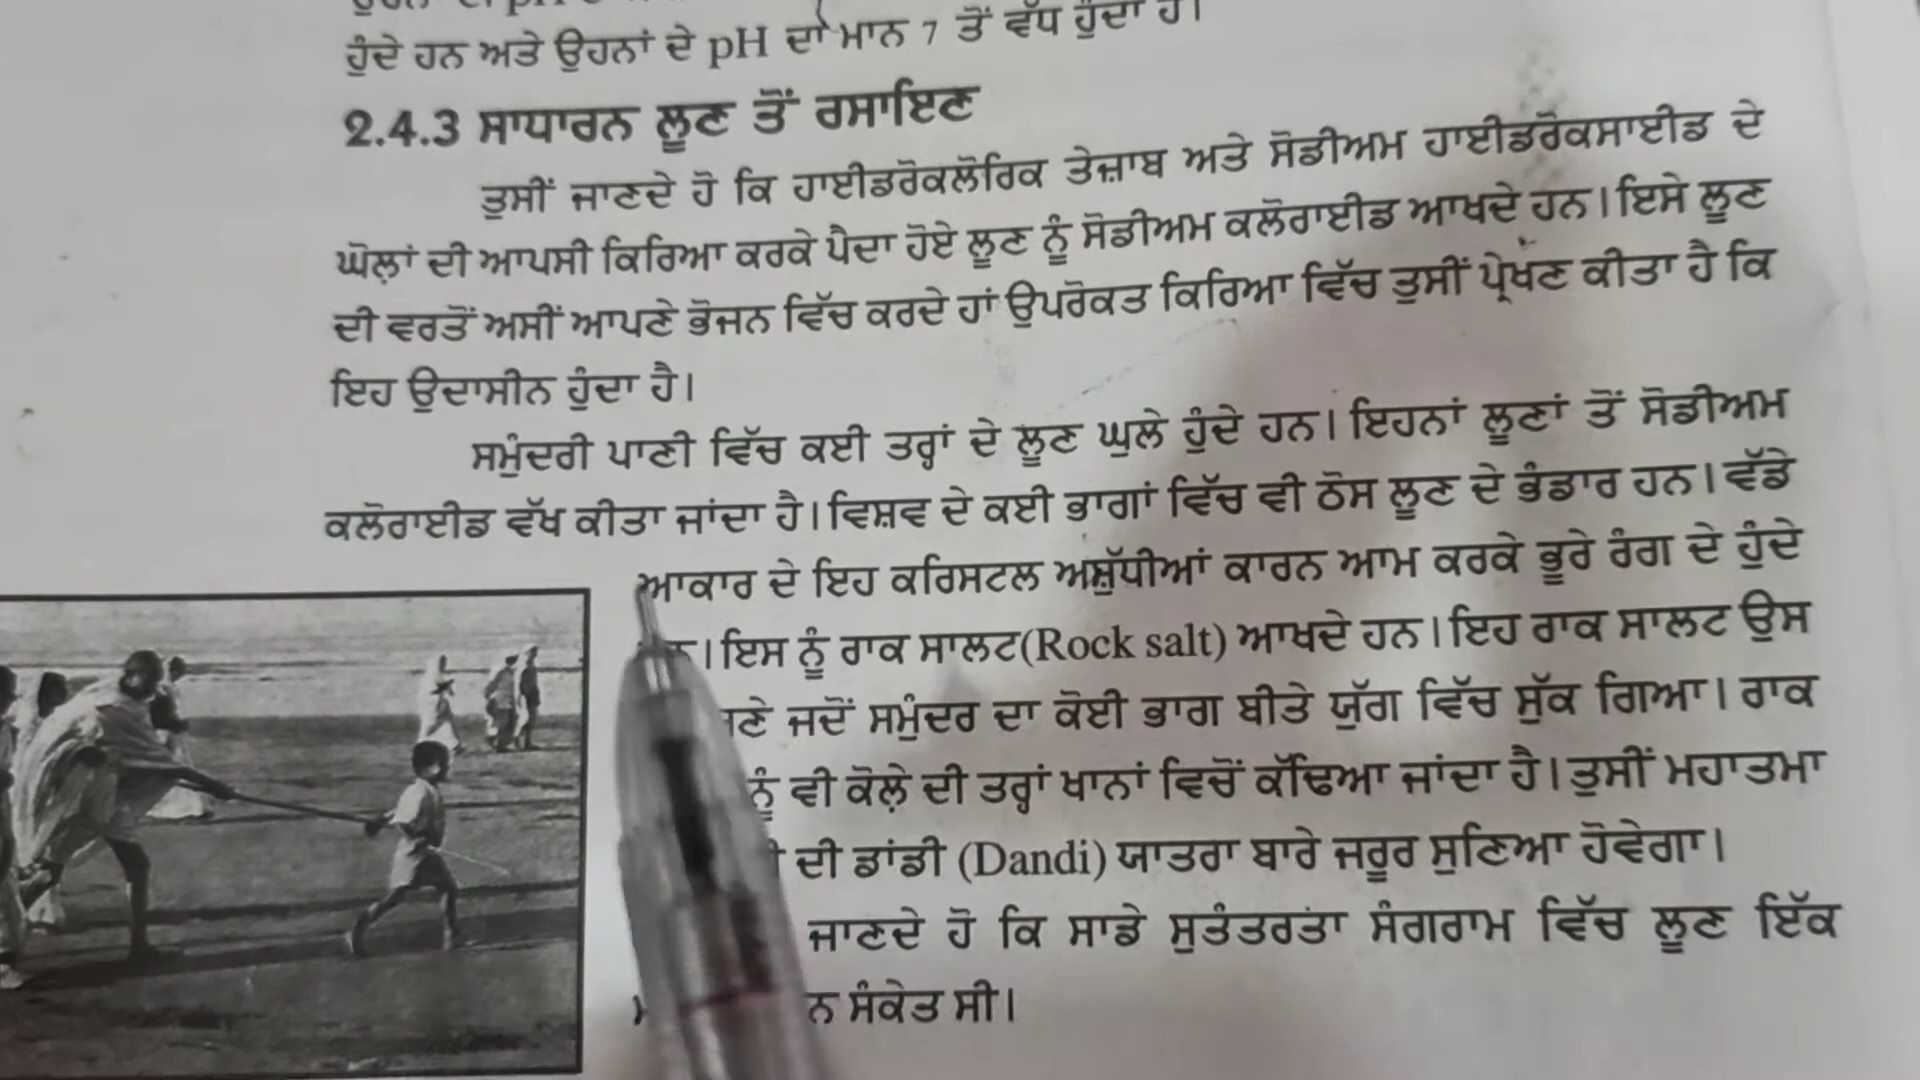 ਹੁੰਦੇ ਹਨ ਅਤੇ ਉਹਨਾਂ ਦੇ pH ਦਾ ਮਾਨ 7 ਤੋਂ ਵੱਧ ਹੁੰਦਾ ਹੈ।
2.4.3 ਸਾਧਾਰਨ ਲੂਣ ਤੋਂ ਰਸਾਇਣ
ਤੁਸੀਂ ਜਾਣਦੇ ਹੋ ਕਿ ਹਾਈਡਰੋਕਲੋਰਿਕ ਤੇਜ਼ਾਬ ਅਤੇ ਸੋਡੀਅਮ ਹਾਈਡਰੋਕਸਾਈਡ ਦੇ
ਘੋਲਾਂ ਦੀ ਆਪਸੀ ਕਿਰਿਆ ਕਰਕੇ ਪੈਦਾ ਹੋਏ ਲੂਣ ਨੂੰ ਸੋਡੀਅਮ ਕਲੋਰਾਈਡ ਆਖਦੇ ਹਨ। ਇਸੇ ਲੂਣ
ਦੀ ਵਰਤੋਂ ਅਸੀਂ ਆਪਣੇ ਭੋਜਨ ਵਿੱਚ ਕਰਦੇ ਹਾਂ ਉਪਰੋਕਤ ਕਿਰਿਆ ਵਿੱਚ ਤੁਸੀਂ ਪ੍ਰੇਖਣ ਕੀਤਾ ਹੈ ਕਿ
ਇਹ ਉਦਾਸੀਨ ਹੁੰਦਾ ਹੈ।
ਸਮੁੰਦਰੀ ਪਾਣੀ ਵਿੱਚ ਕਈ ਤਰ੍ਹਾਂ ਦੇ ਲੂਣ ਘੁਲੇ ਹੁੰਦੇ ਹਨ। ਇਹਨਾਂ ਲੂਣਾਂ ਤੋਂ ਸੋਡੀਅਮ
ਕਲੋਰਾਈਡ ਵੱਖ ਕੀਤਾ ਜਾਂਦਾ ਹੈ। ਵਿਸ਼ਵ ਦੇ ਕਈ ਭਾਗਾਂ ਵਿੱਚ ਵੀ ਠੋਸ ਲੂਣ ਦੇ ਭੰਡਾਰ ਹਨ। ਵੱਡੇ
ਆਕਾਰ ਦੇ ਇਹ ਕਰਿਸਟਲ ਅਸ਼ੁੱਧੀਆਂ ਕਾਰਨ ਆਮ ਕਰਕੇ ਭੂਰੇ ਰੰਗ ਦੇ ਹੁੰਦੇ
। ਇਸ ਨੂੰ ਰਾਕ ਸਾਲਟ(Rock salt) ਆਖਦੇ ਹਨ। ਇਹ ਰਾਕ ਸਾਲਟ ਉਸ
ਜਦੋਂ ਸਮੁੰਦਰ ਦਾ ਕੋਈ ਭਾਗ ਬੀਤੇ ਯੁੱਗ ਵਿੱਚ ਸੁੱਕ ਗਿਆ। ਰਾਕ
ਨੂੰ ਵੀ ਕੋਲ਼ੇ ਦੀ ਤਰ੍ਹਾਂ ਖਾਨਾਂ ਵਿਚੋਂ ਕੱਢਿਆ ਜਾਂਦਾ ਹੈ। ਤੁਸੀਂ ਮਹਾਤਮਾ
ਦੀ ਡਾਂਡੀ (Dandi) ਯਾਤਰਾ ਬਾਰੇ ਜਰੂਰ ਸੁਣਿਆ ਹੋਵੇਗਾ।
ਜਾਣਦੇ ਹੋ ਕਿ ਸਾਡੇ ਸੁਤੰਤਰਤਾ ਸੰਗਰਾਮ ਵਿੱਚ ਲੂਣ ਇੱਕ
ਸੰਕੇਤ ਸੀ।